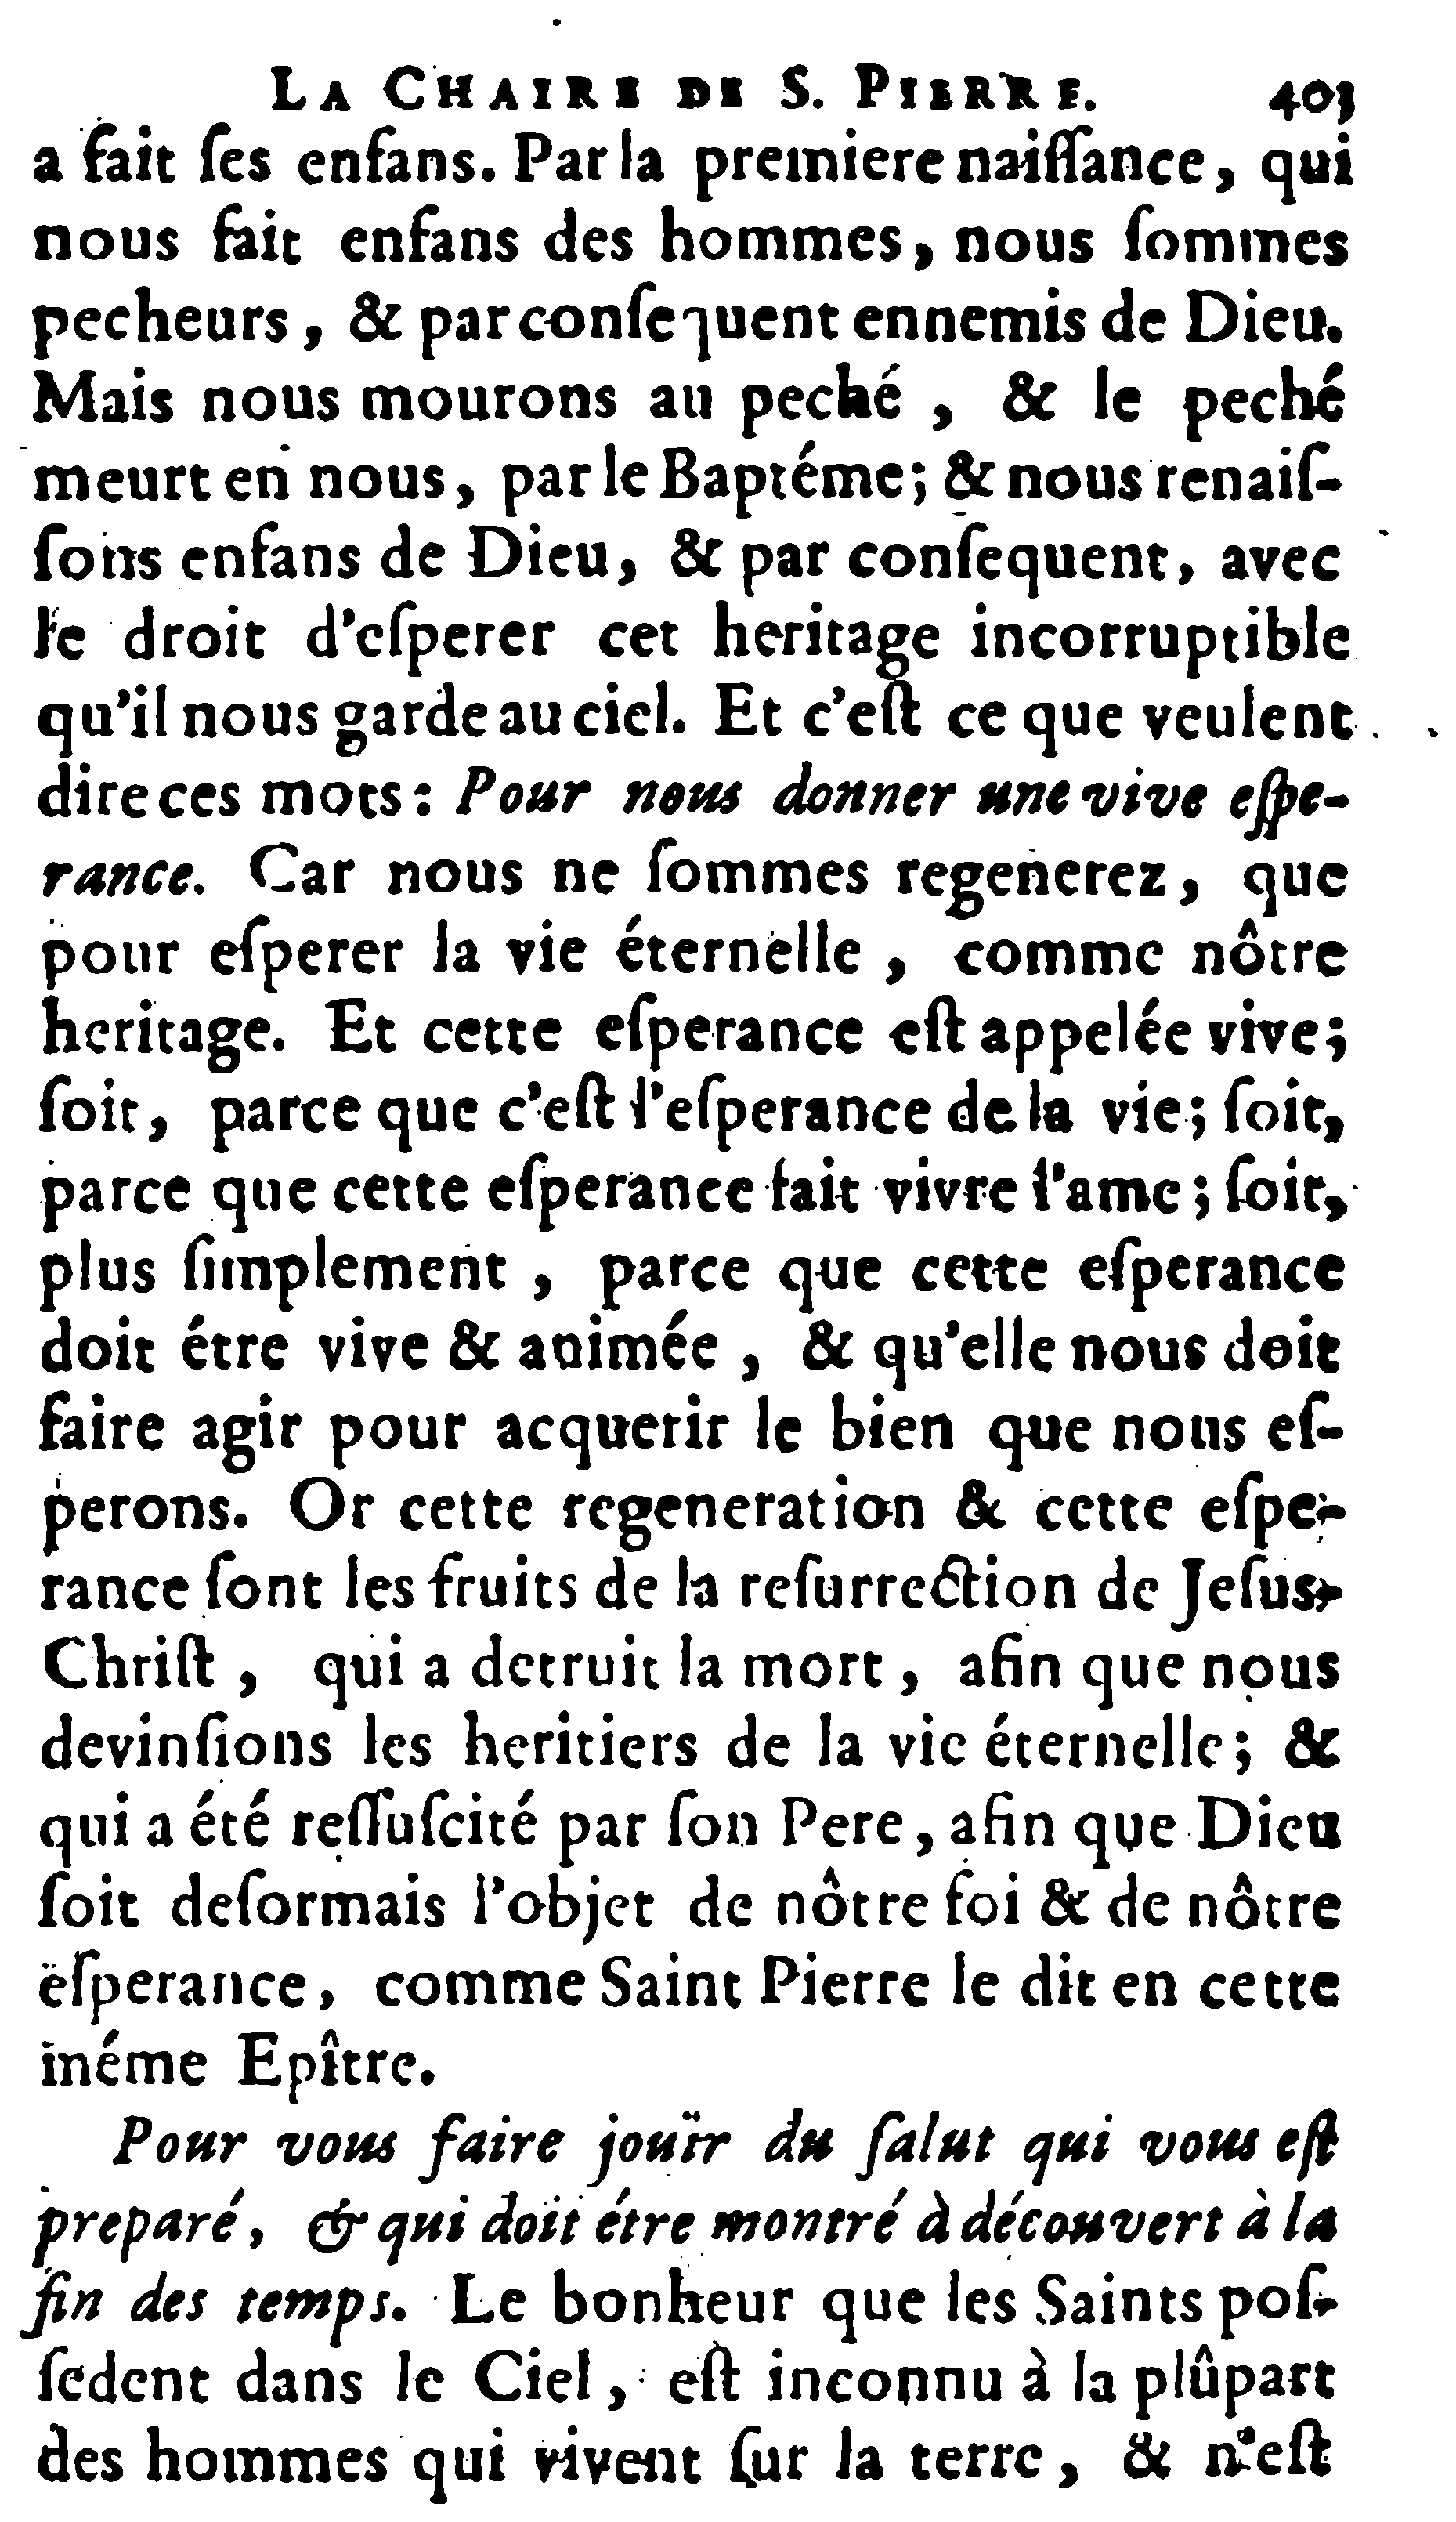 LA CHAIRE DE S. PIERRE. 403
a fait ſes enfans. Par la premiere naiſſance, qui
nous fait enfans des hommes, nous ſommes
pecheurs, & par conſequent ennemis de Dieu.
Mais nous mourons au peché, & le peché
meurt en nous, par le Baptéme; & nous renaiſ-
ſons enfans de Dieu, & par conſequent, avec
le droit d'eſperer cet heritage incorruptible
qu'il nous garde au ciel. Et c'eſt ce que veulent
dire ces mots: Pour nous donner une vive eſpe-
rance. Car nous ne ſommes regenerez, que
pour eſperer la vie éternelle, comme nôtre
heritage. Et cette eſperance eſt appelée vive;
ſoit, parce que c'eſt l'eſperance de la vie; ſoit,
parce que cette eſperance fait vivre l'ame; ſoit,
plus ſimplement, parce que cette eſperance
doit étre vive & animée, & qu'elle nous doit
faire agir pour acquerir le bien que nous eſ-
perons. Or cette regeneration & cette eſpe-
rance ſont les fruits de la reſurrection de Jeſus-
Chriſt, qui a detruit la mort, afin que nous
devinſions les heritiers de la vie éternelle; &
qui a été reſſuſcité par ſon Pere, afin que Dieu
ſoit deſormais l'objet de nôtre foi & de nôtre
eſperance, comme Saint Pierre le dit en cette
méme Epître.
Pour vous faire jouïr du ſalut qui vous eſt
preparé, & qui doit étre montré à découvert à la
fin des temps. Le bonheur que les Saints poſ-
ſedent dans le Ciel, eſt inconnu à la plûpart
des hommes qui vivent ſur la terre, & n'eſt